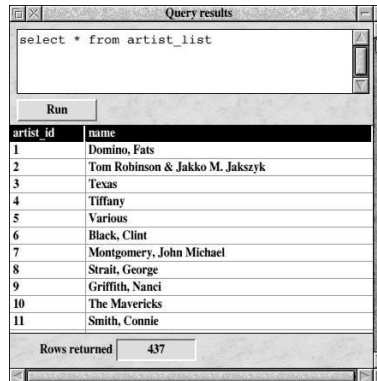 Query results
select * from artist_list
Run
artist_id name
1 Domino, Fats
2 Tom Robinson & Jakko M. Jakszyk
3 Texas
4 Tiffany
5 Various
6 Black, Clint
7 Montgomery, John Michael
8 Strait, George
9 Griffith, Nanci
10 The Mavericks
11 Smith, Connie
Rows returned 437